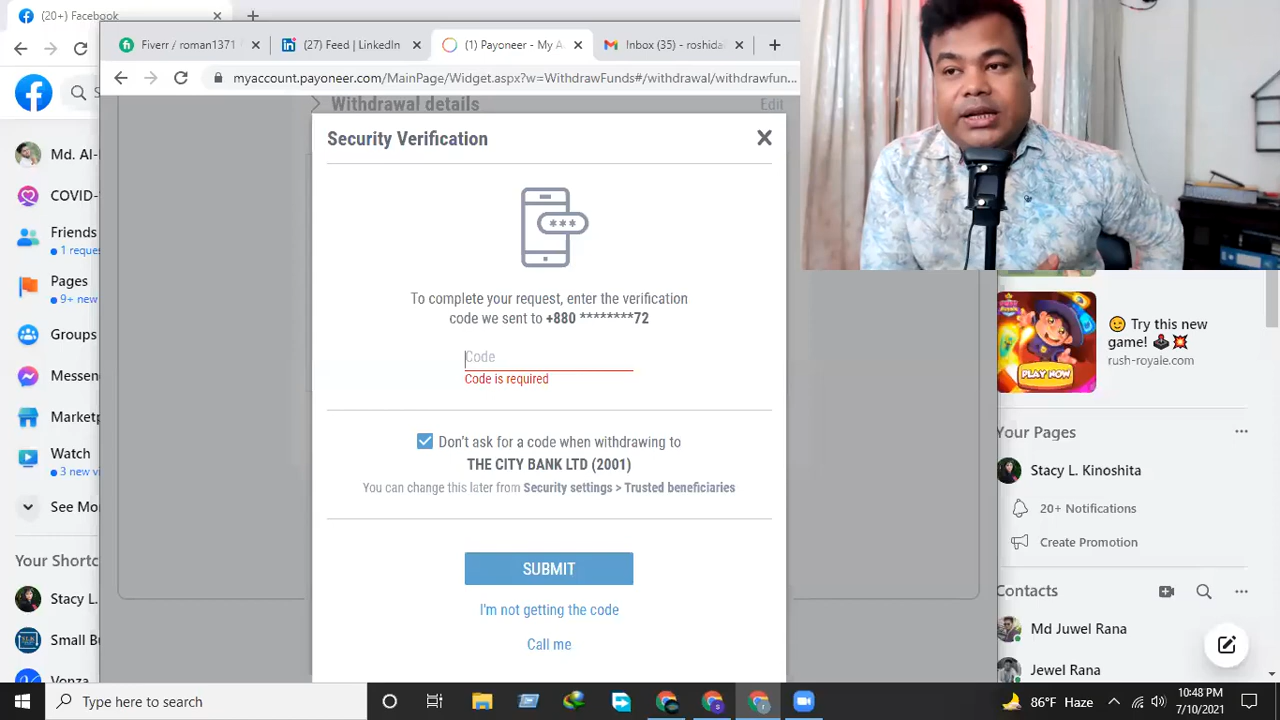 (20+) Facebook
Fiverr / roman1371
(27) Feed | LinkedIn
(1) Payoneer - My A
Inbox (35) - roshida
myaccount.payoneer.com/MainPage/Widget.aspx?w=WithdrawFunds#/withdrawal/withdrawfun...
Withdrawal details
Edit
Security Verification
***
To complete your request, enter the verification
code we sent to +880 ********72
Code
Code is required
Don't ask for a code when withdrawing to
THE CITY BANK LTD (2001)
You can change this later from Security settings > Trusted beneficiaries
SUBMIT
I'm not getting the code
Call me
S
Md. Al-
COVID-
Friends
1 reque
Pages
9+ new
Groups
Messen
Marketp
Watch
3 new vi
See Mo
Your Shortc
Stacy L.
Small Bu
Vonza
PLAY NOW
Try this new
game!
rush-royale.com
Your Pages
Stacy L. Kinoshita
20+ Notifications
Create Promotion
Contacts
Md Juwel Rana
Jewel Rana
Type here to search
86°F Haze
10:48 PM
7/10/2021